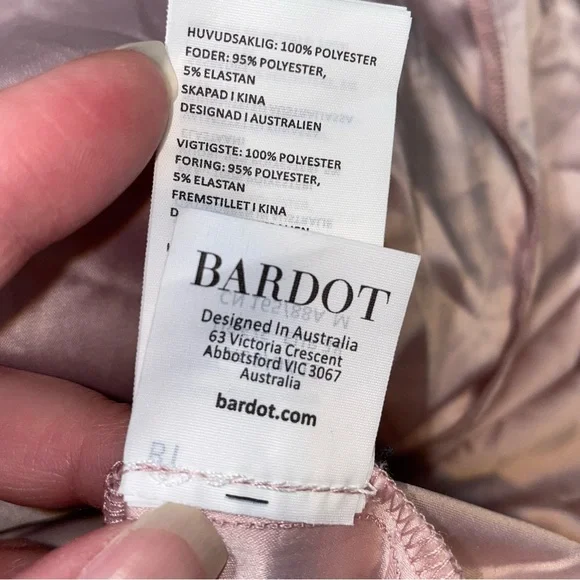 HUVUDSAKLIG: 100% POLYESTER
FODER: 95% POLYESTER,
5% ELASTAN
SKAPAD I KINA
DESIGNAD I AUSTRALIEN
VIGTIGSTE: 100% POLYESTER
FORING: 95% POLYESTER,
5% ELASTAN
FREMSTILLET I KINA
BARDOT
Designed In Australia
63 Victoria Crescent
Abbotsford VIC 3067
Australia
bardot.com